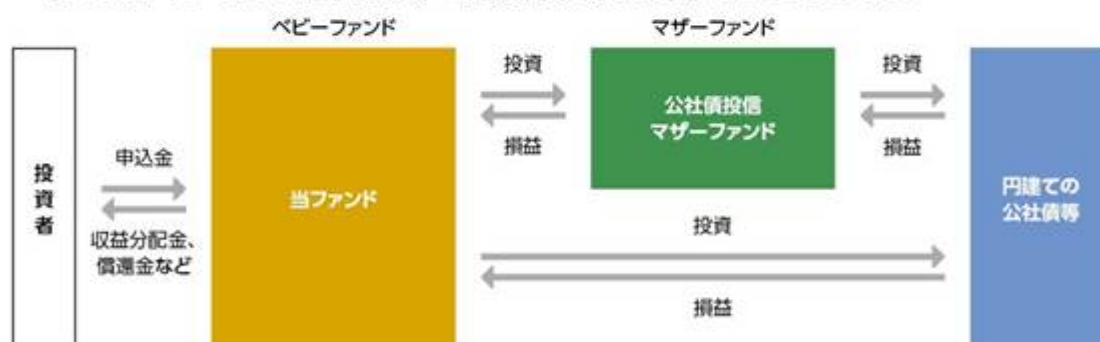 ベビーファンド
マザーファンド
投資者
申込金
収益分配金、
償還金など
当ファンド
投資
損益
公社債投信
マザーファンド
投資
損益
投資
損益
円建ての
公社債等